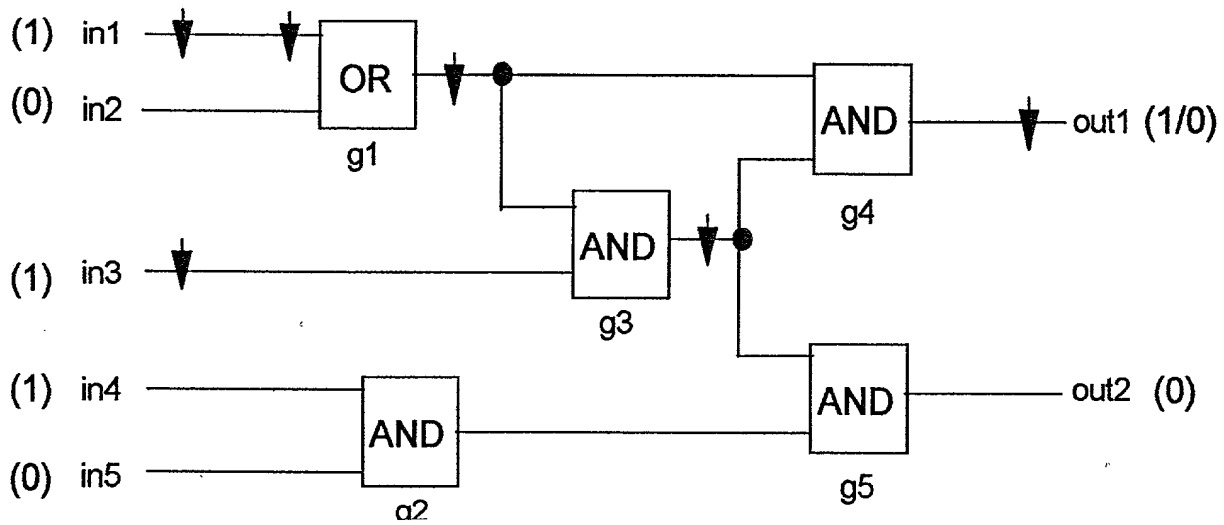 (1) in1
OR
(0) in2
g1
AND
out1 (1/0)
g4
AND
(1) in3
g3
(1) in4
AND
(0) in5
g2
AND
out2 (0)
g5